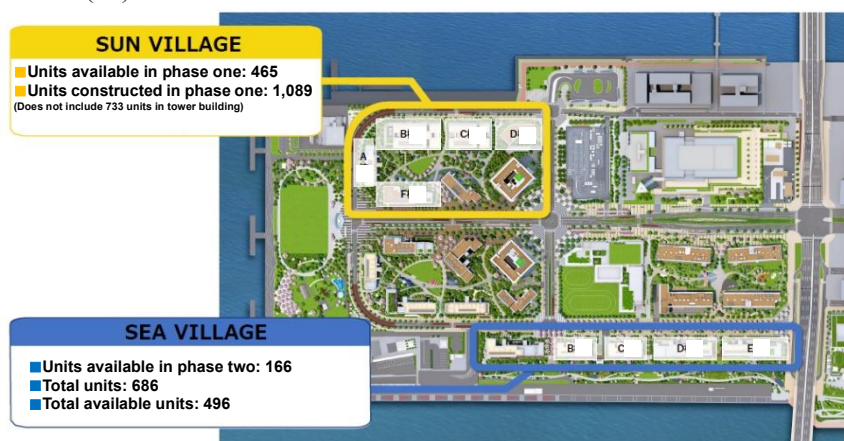 SUN VILLAGE
Units available in phase one: 465
Units constructed in phase one: 1,089
(Does not include 733 units in tower building)
B
C
D
A
F
SEA VILLAGE
Units available in phase two: 166
Total units: 686
Total available units: 496
B
C
D
E